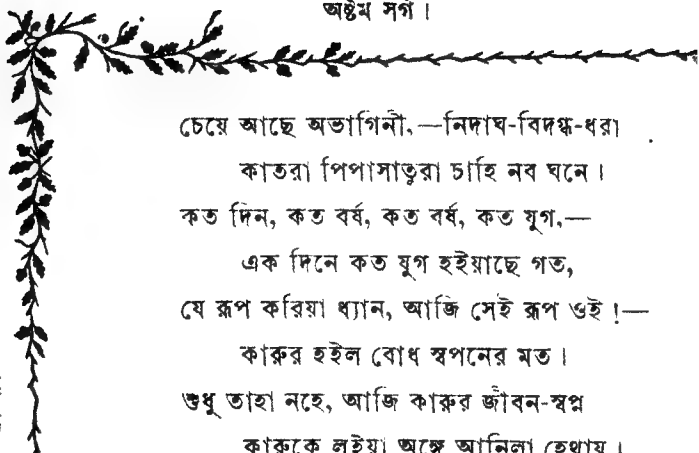 অষ্টম সর্গ ।
চেয়ে আছে অভাগিনী,—নিদাঘ-বিদগ্ধ-ধরা
কাতরা পিপাসাতুরা চাহি নব ঘনে ।
কত দিন, কত বর্ষ, কত বর্ষ, কত যুগ,—
এক দিনে কত যুগ হইয়াছে গত,
যে রূপ করিয়া ধ্যান, আজি সেই রূপ ওই !—
কারুর হইল বোধ স্বপনের মত ।
শুধু তাহা নহে, আজি কারুর জীবন-স্বপ্ন
কারুকে লইয়া অঙ্গে আনিলা হেথায় ।